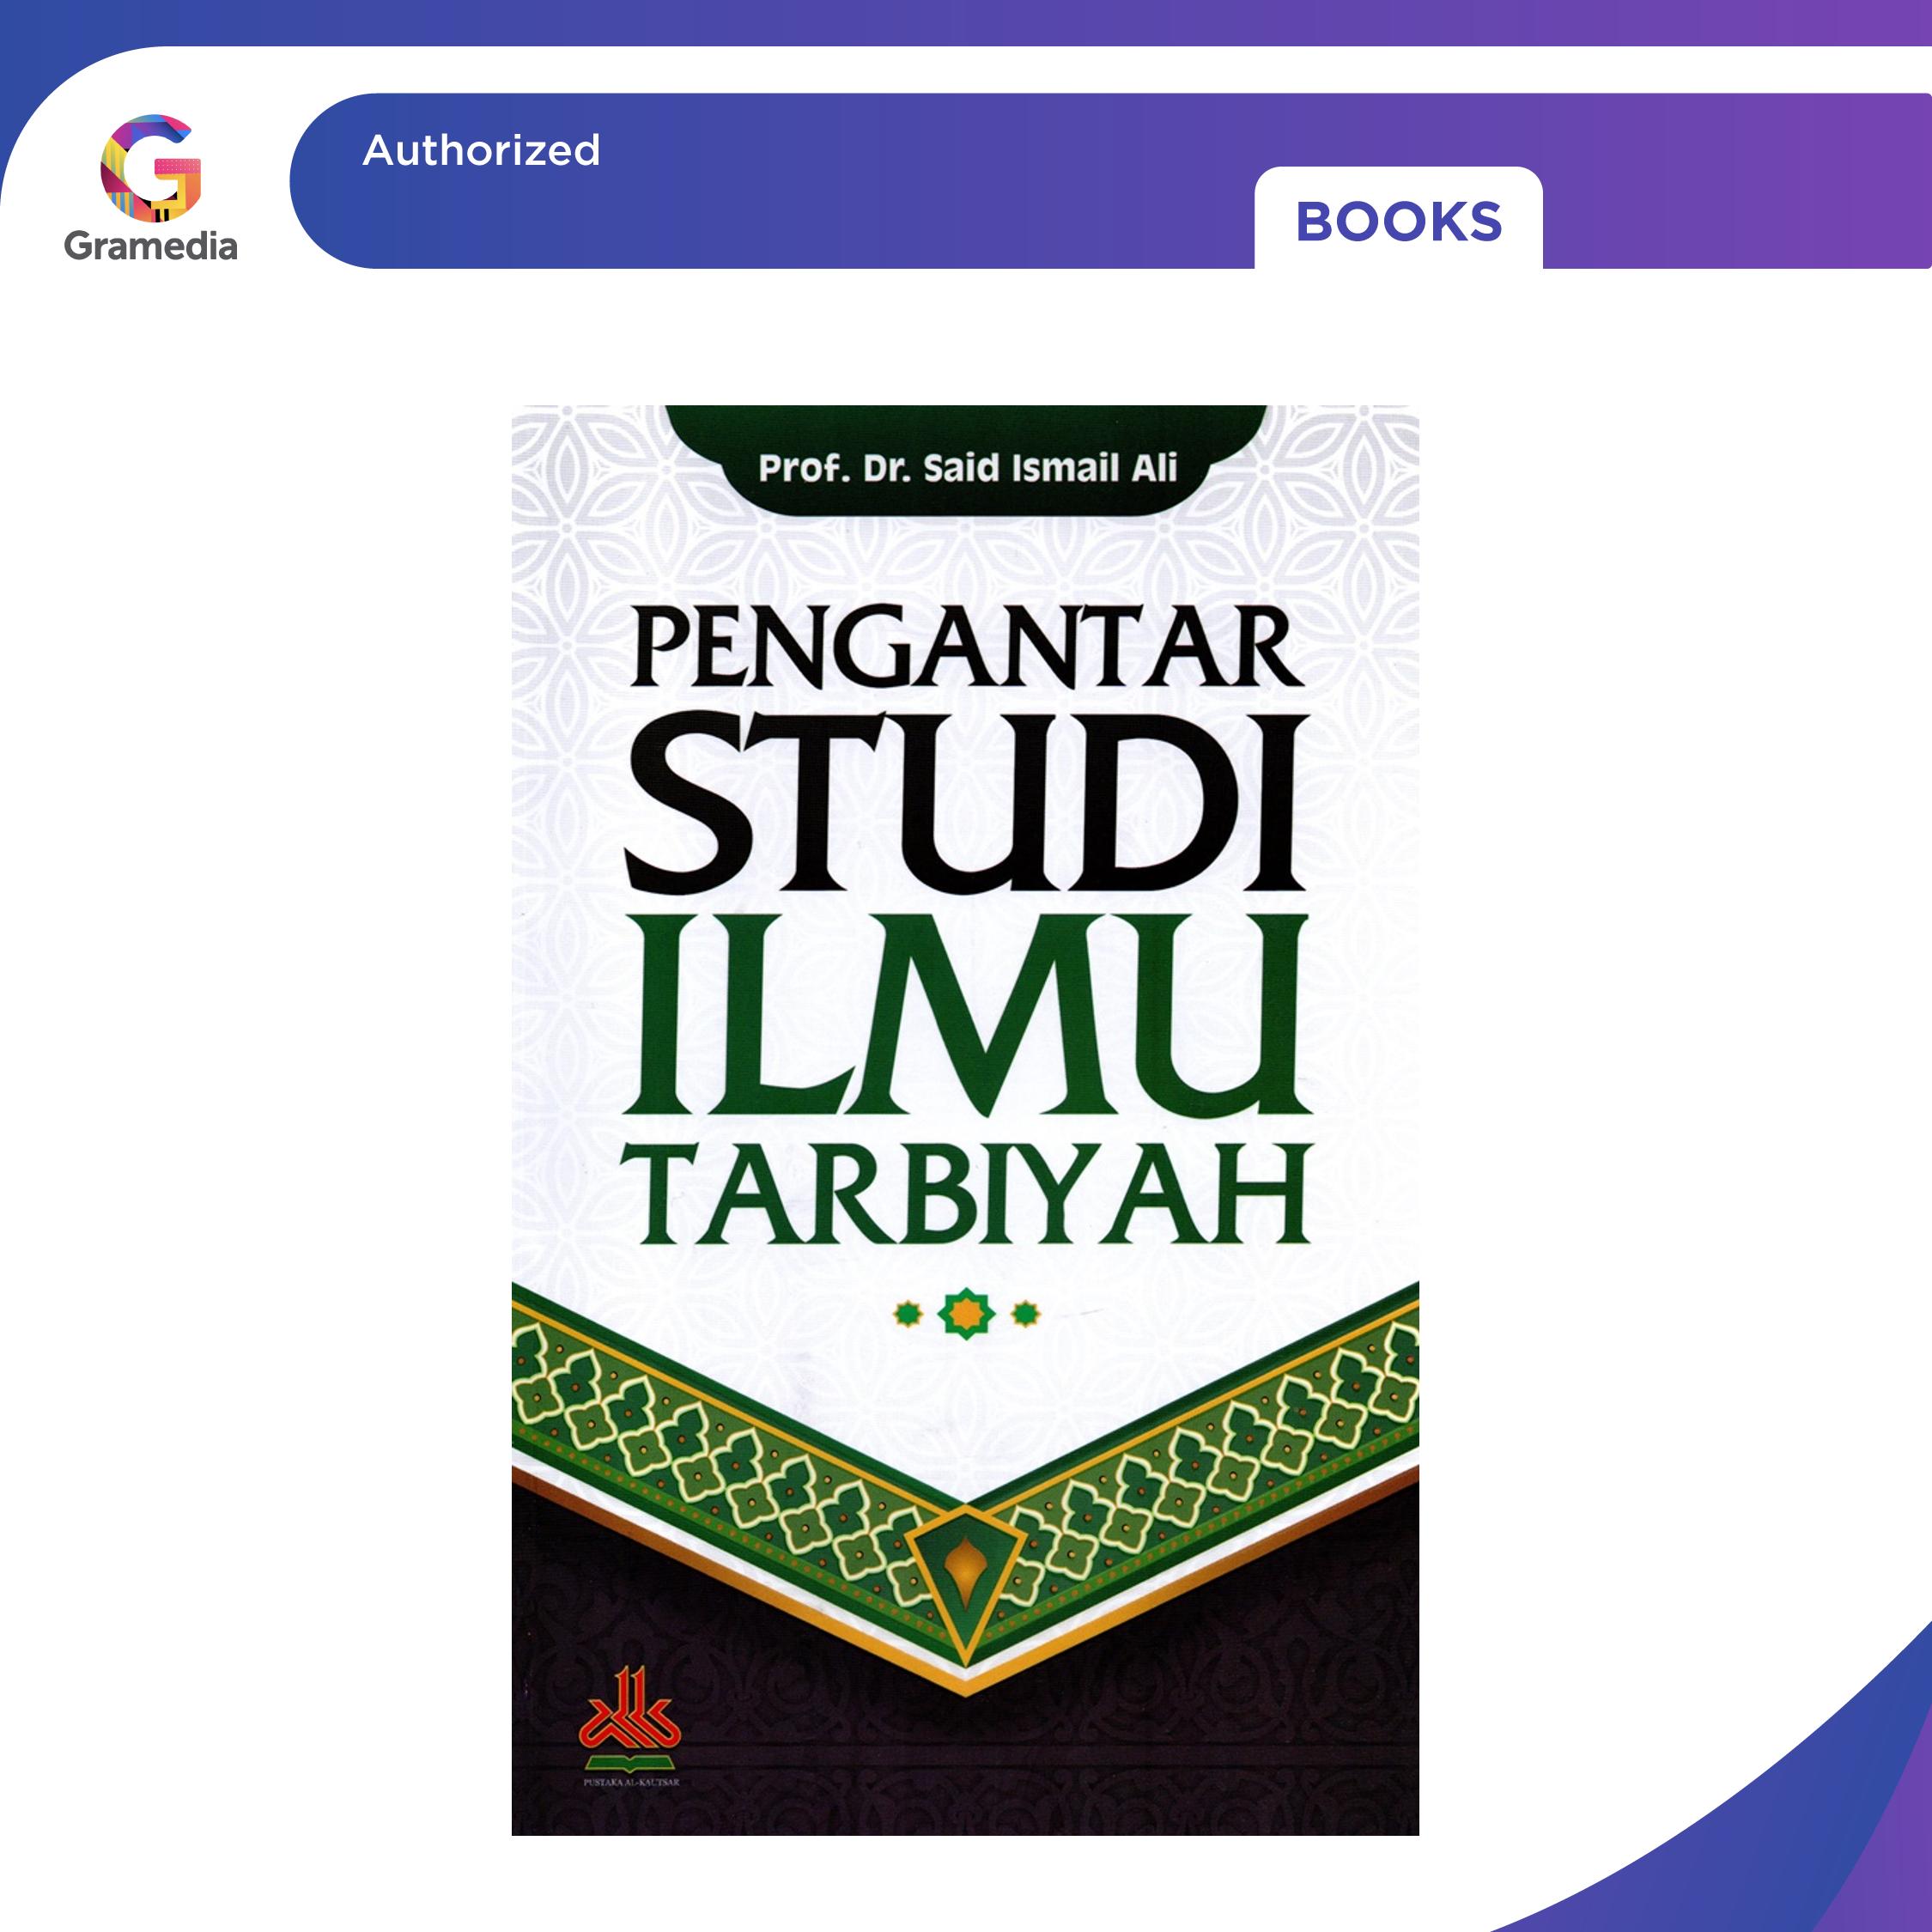 Gramedia
Authorized
BOOKS
Prof. Dr. Said Ismail Ali
PENGANTAR
STUDI
ILMU
TARBIYAH
PUSTAKA AL-KAUTSAR